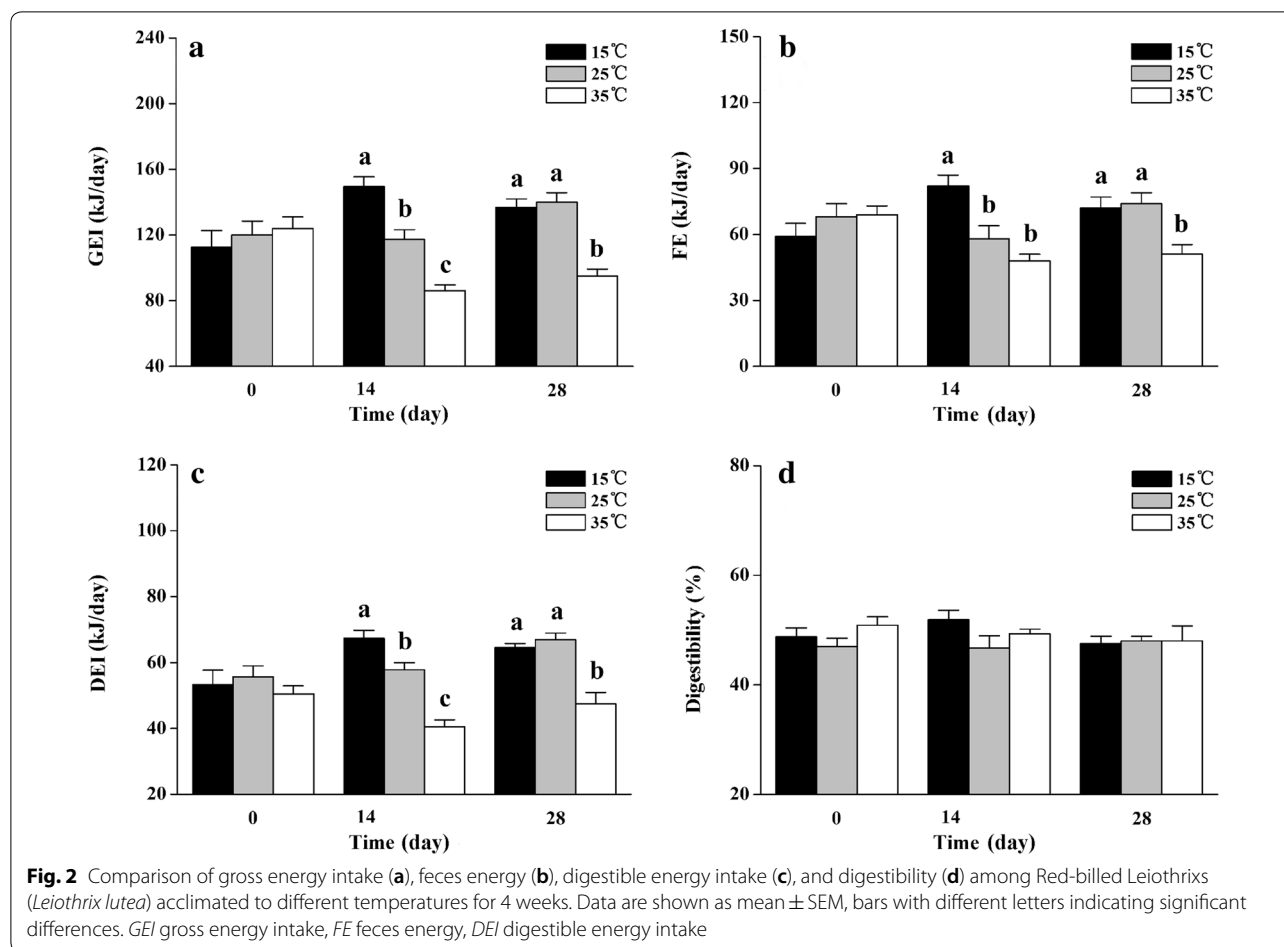 a
15℃
25℃
35℃
240
200
160
120
80
40
GEI (kJ/day)
a
b
c
a
a
b
0
14
28
Time (day)
b
15℃
25℃
35℃
150
120
90
60
30
0
FE (kJ/day)
a
b
b
a
a
b
0
14
28
Time (day)
c
15℃
25℃
35℃
120
100
80
60
40
20
DEI (kJ/day)
a
b
c
a
a
b
0
14
28
Time (day)
d
15℃
25℃
35℃
80
60
40
20
Digestibility (%)
0
14
28
Time (day)
Fig. 2 Comparison of gross energy intake (a), feces energy (b), digestible energy intake (c), and digestibility (d) among Red-billed Leiothrixs
(Leiothrix lutea) acclimated to different temperatures for 4 weeks. Data are shown as mean ± SEM, bars with different letters indicating significant
differences. GEI gross energy intake, FE feces energy, DEI digestible energy intake